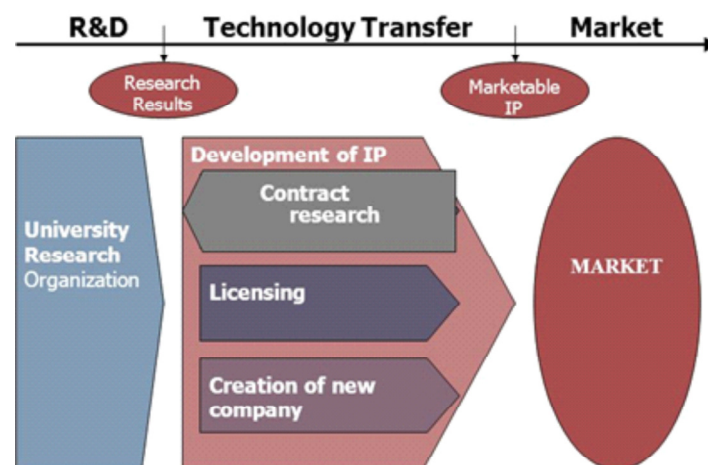 R&D Technology Transfer Market
Research
Results
Marketable
IP
Development of IP
Contract
research
University
Research
Organization
Licensing
MARKET
Creation of new
company